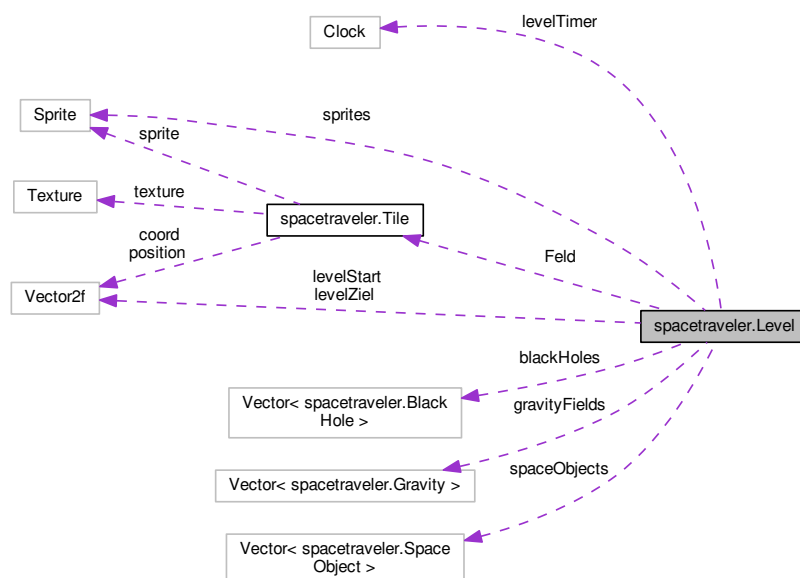 levelTimer
Clock
Sprite
sprites
sprite
Texture
texture
spacetraveler.Tile
coord
position
Feld
Vector2f
levelStart
levelZiel
spacetraveler.Level
blackHoles
Vector< spacetraveler.Black
Hole >
gravityFields
Vector< spacetraveler.Gravity >
spaceObjects
Vector< spacetraveler.Space
Object >